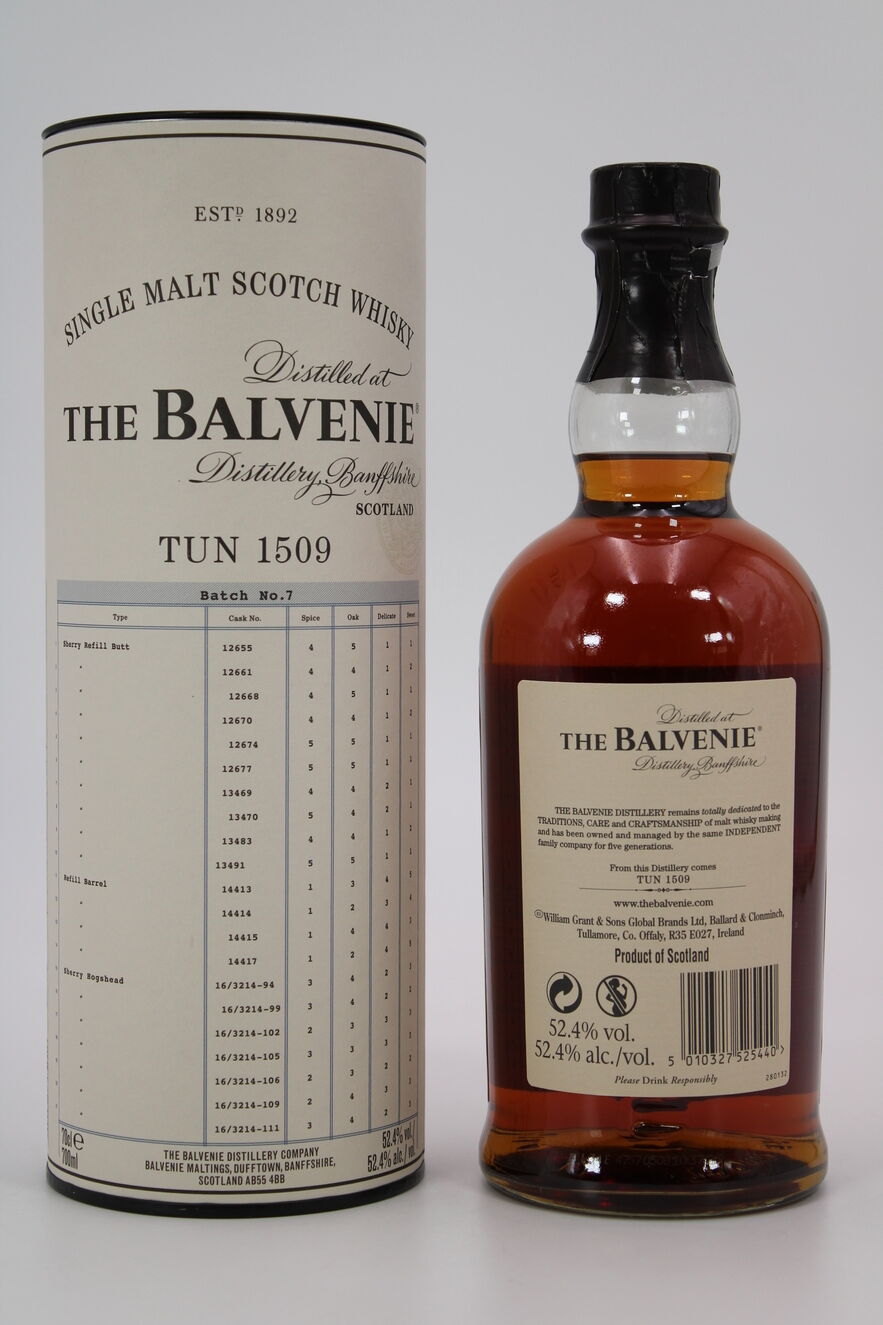 ESTD 1892
SINGLE MALT SCOTCH WHISKY
Distilled at
THE BALVENIE®
Distillery, Banffshire
SCOTLAND
TUN 1509
Batch No.7
Type Cask No. Spice Oak Delicate Sweet
Sherry Refill Butt 12655 4 5 1 1
" 12661 4 4 1 2
" 12668 4 5 1 1
" 12670 4 4 1 2
" 12674 5 5 1 1
" 12677 5 5 1 1
" 13469 4 4 2 1
" 13470 5 4 2 1
" 13483 4 4 1 1
" 13491 5 5 1 1
Refill Barrel 14413 1 3 4 5
" 14414 1 2 3 4
" 14415 1 4 4 3
" 14417 1 2 4 5
Sherry Hogshead 16/3214-94 3 4 2
" 16/3214-99 3 4 2
" 16/3214-102 2 3 3
" 16/3214-105 3 3 3
" 16/3214-106 2 3 2
" 16/3214-109 2 4 3
" 16/3214-111 3 4 2
70cl e
700ml
THE BALVENIE DISTILLERY COMPANY
BALVENIE MALTINGS, DUFFTOWN, BANFFSHIRE,
SCOTLAND AB55 4BB
52.4% vol.
52.4% alc./vol.
Distilled at
THE BALVENIE®
Distillery, Banffshire
THE BALVENIE DISTILLERY remains totally dedicated to the
TRADITIONS, CARE and CRAFTSMANSHIP of malt whisky making
and has been owned and managed by the same INDEPENDENT
family company for five generations.
From this Distillery comes
TUN 1509
www.thebalvenie.com
©William Grant & Sons Global Brands Ltd, Ballard & Clonminch,
Tullamore, Co. Offaly, R35 E027, Ireland
Product of Scotland
52.4% vol.
52.4% alc./vol.
5 010327 525440 >
Please Drink Responsibly
280132